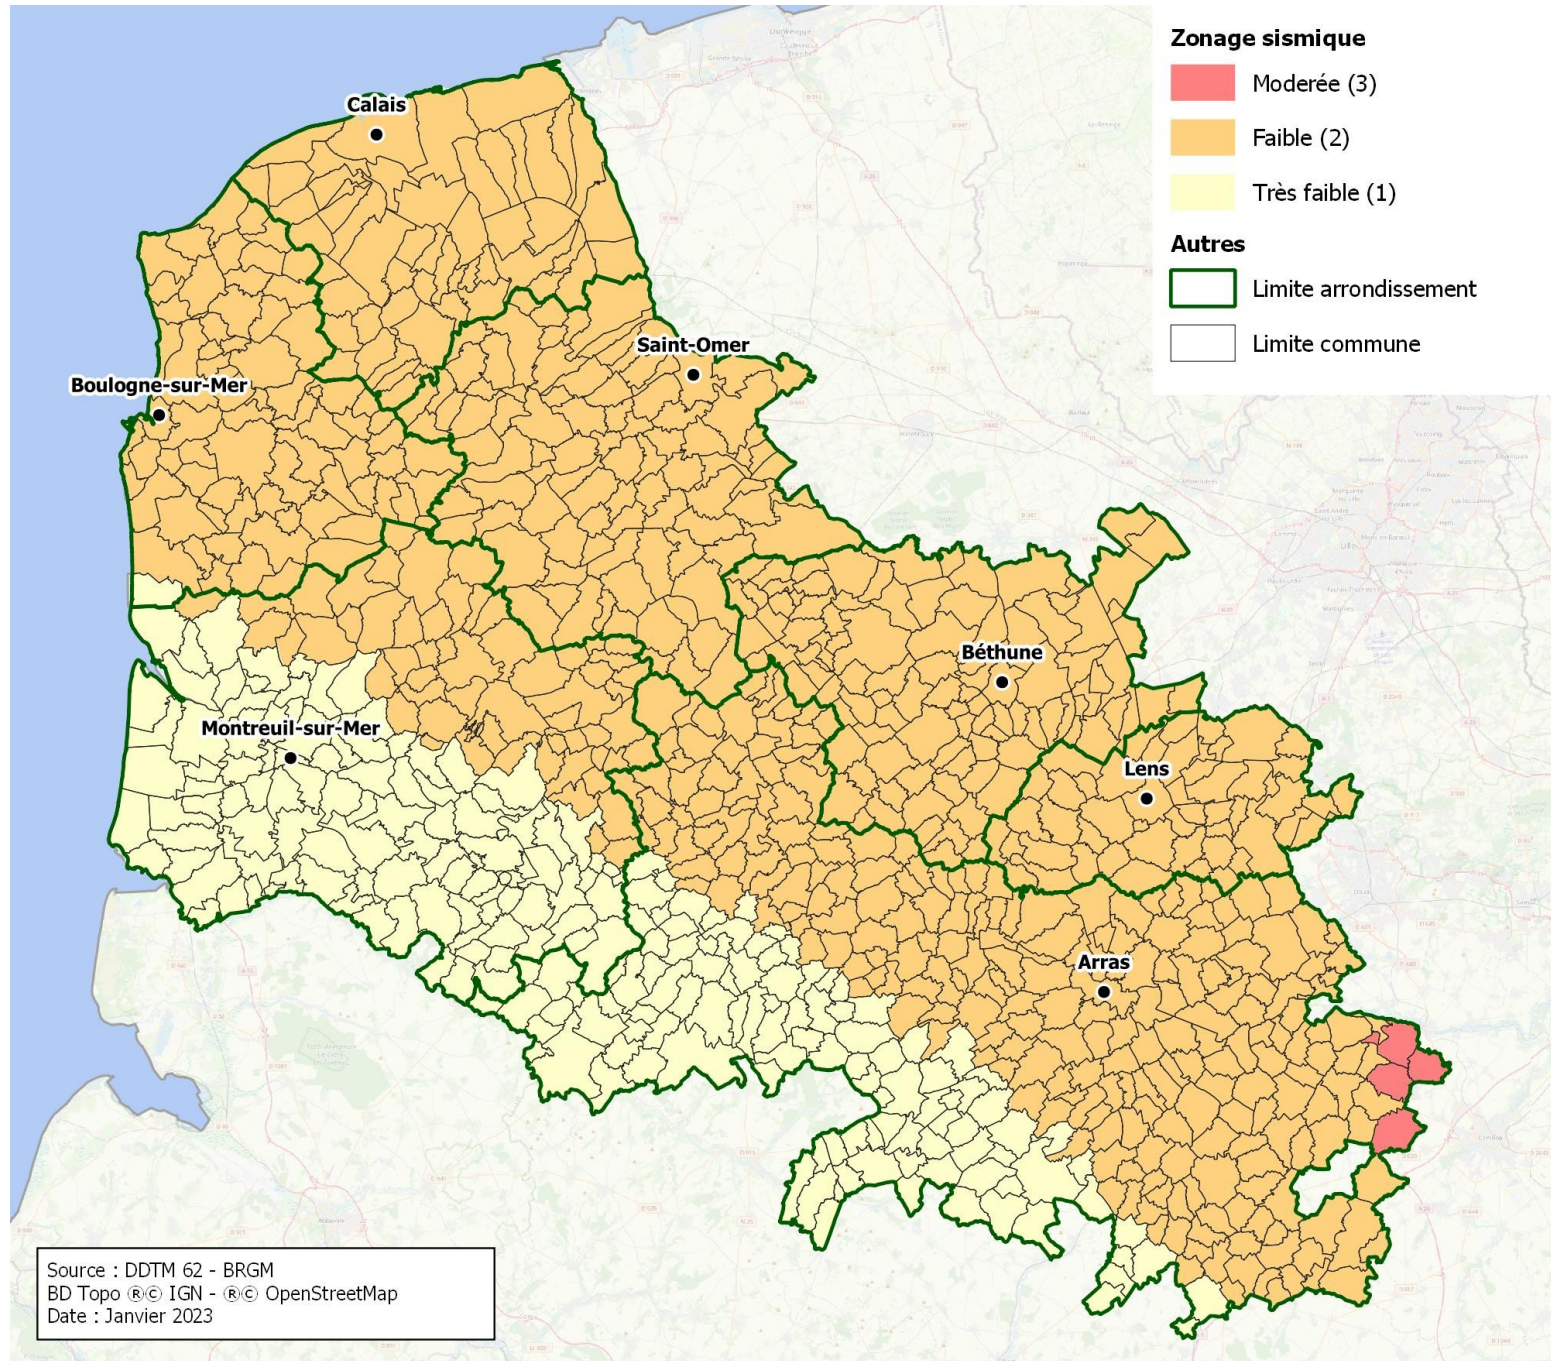 Zonage sismique
Moderée (3)
Faible (2)
Très faible (1)
Autres
Limite arrondissement
Limite commune
Calais
Saint-Omer
Boulogne-sur-Mer
Béthune
Montreuil-sur-Mer
Lens
Arras
Source : DDTM 62 - BRGM
BD Topo ®© IGN - ®© OpenStreetMap
Date : Janvier 2023